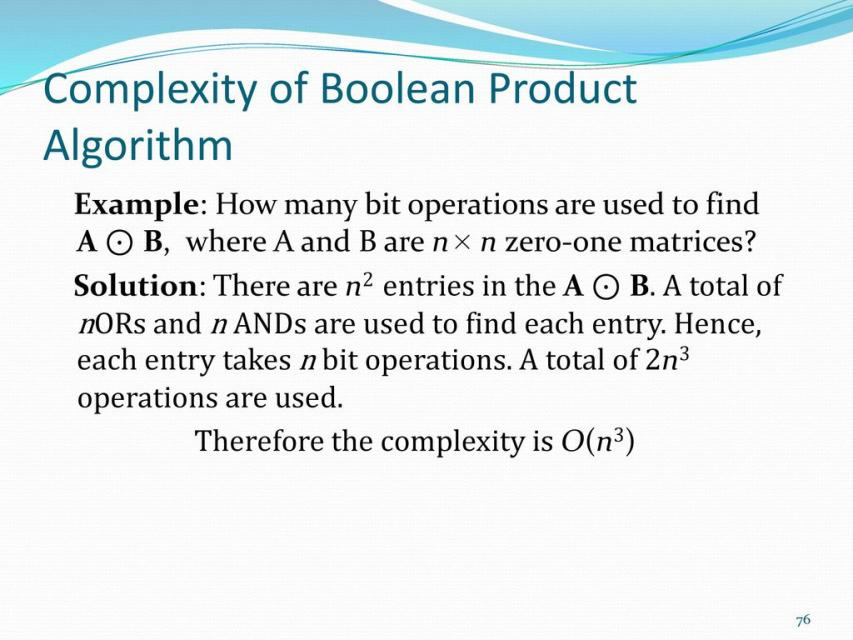 Complexity of Boolean Product
Algorithm
Example: How many bit operations are used to find
A ⊙ B, where A and B are n × n zero-one matrices?
Solution: There are n² entries in the A ⊙ B. A total of
nORs and n ANDs are used to find each entry. Hence,
each entry takes n bit operations. A total of 2n³
operations are used.
Therefore the complexity is O(n³)
76